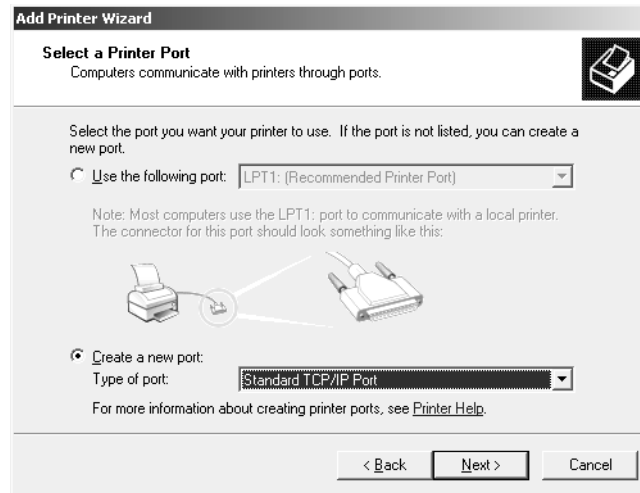 Add Printer Wizard
Select a Printer Port
Computers communicate with printers through ports.
Select the port you want your printer to use. If the port is not listed, you can create a
new port.
Use the following port: LPT1: (Recommended Printer Port)
Note: Most computers use the LPT1: port to communicate with a local printer.
The connector for this port should look something like this:
Create a new port:
Type of port: Standard TCP/IP Port
For more information about creating printer ports, see Printer Help.
< Back Next > Cancel